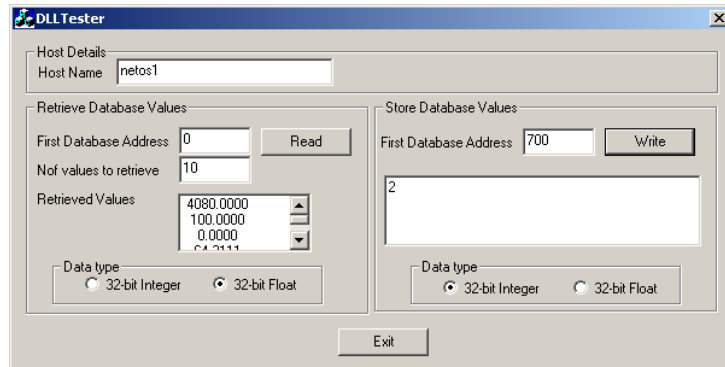 DLLTester
Host Details
Host Name netos1
Retrieve Database Values
First Database Address 0 Read
Nof values to retrieve 10
Retrieved Values 4080.0000
100.0000
0.0000
Data type
32-bit Integer 32-bit Float
Store Database Values
First Database Address 700 Write
2
Data type
32-bit Integer 32-bit Float
Exit